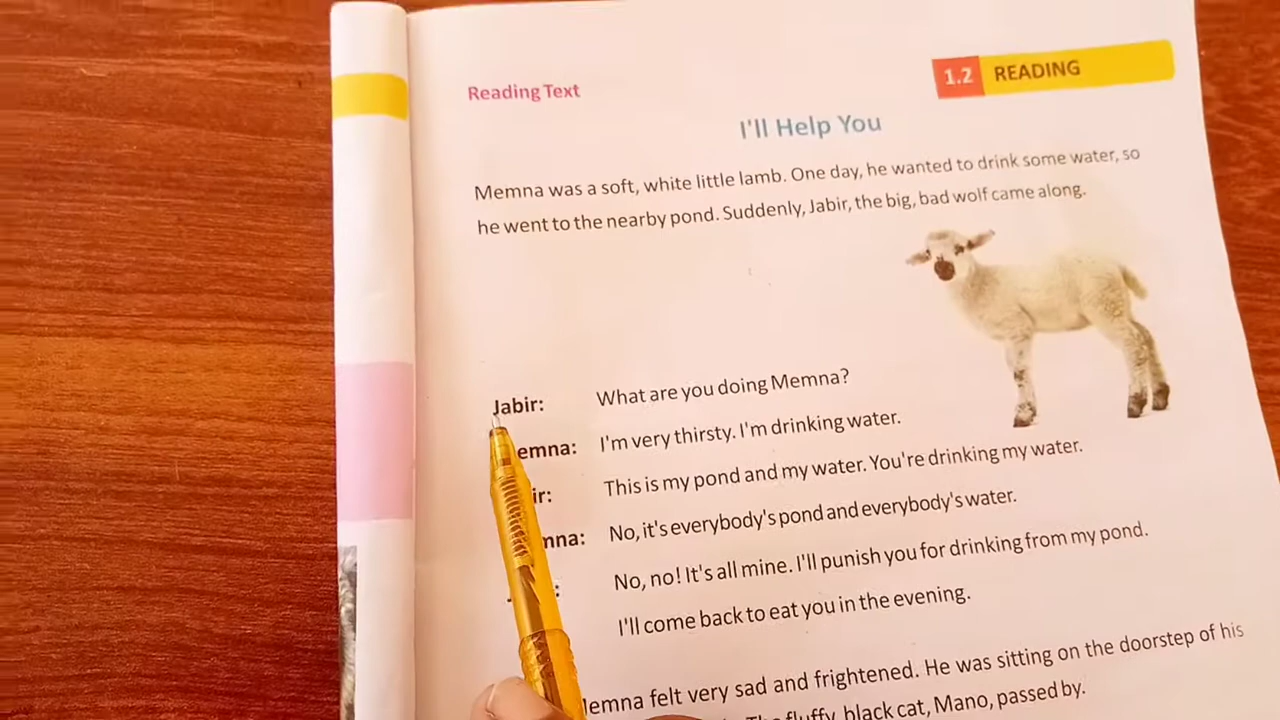 Reading Text
1.2 READING
I'll Help You
Memna was a soft, white little lamb. One day, he wanted to drink some water, so
he went to the nearby pond. Suddenly, Jabir, the big, bad wolf came along.
Jabir: What are you doing Memna?
emna: I'm very thirsty. I'm drinking water.
ir: This is my pond and my water. You're drinking my water.
mna: No, it's everybody's pond and everybody's water.
: No, no! It's all mine. I'll punish you for drinking from my pond.
I'll come back to eat you in the evening.
Memna felt very sad and frightened. He was sitting on the doorstep of his
The fluffy, black cat, Mano, passed by.